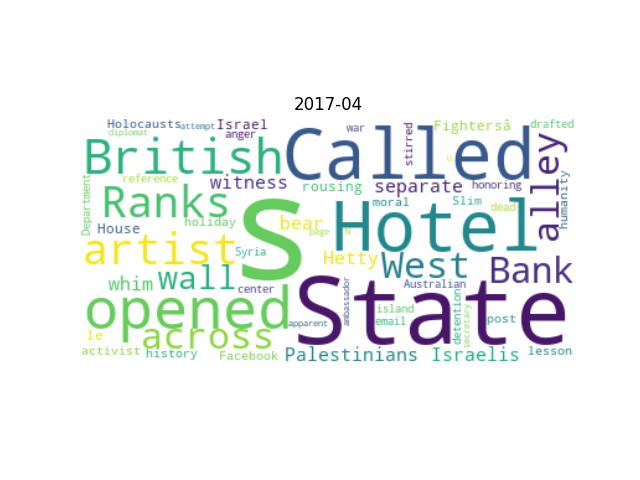 2017-04
Holocausts attempt Israel war stirred Fightersâ drafted
diplomat anger
British Called alley
Department reference witness rousing separate honoring humanity
Ranks S moral Slim dead
House holiday bear page N Hotel
artist Syria Hetty West Bank
whim wall center ambassador Australian
opened State
island detention
le across apparent email secretary post
activist history Facebook Palestinians Israelis lesson